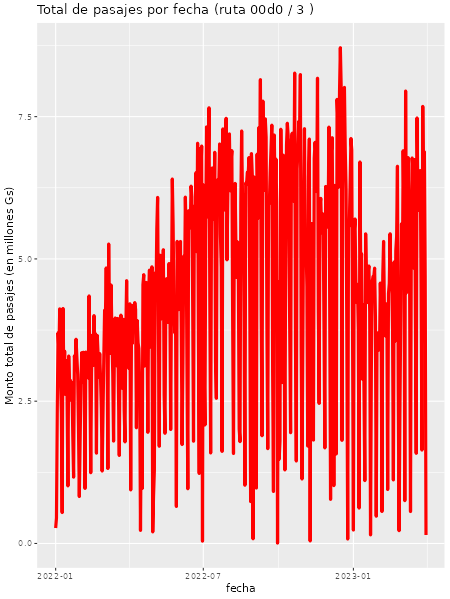 Total de pasajes por fecha (ruta 00d0 / 3 )
Monto total de pasajes (en millones Gs)
7.5
5.0
2.5
0.0
2022-01
2022-07
2023-01
fecha